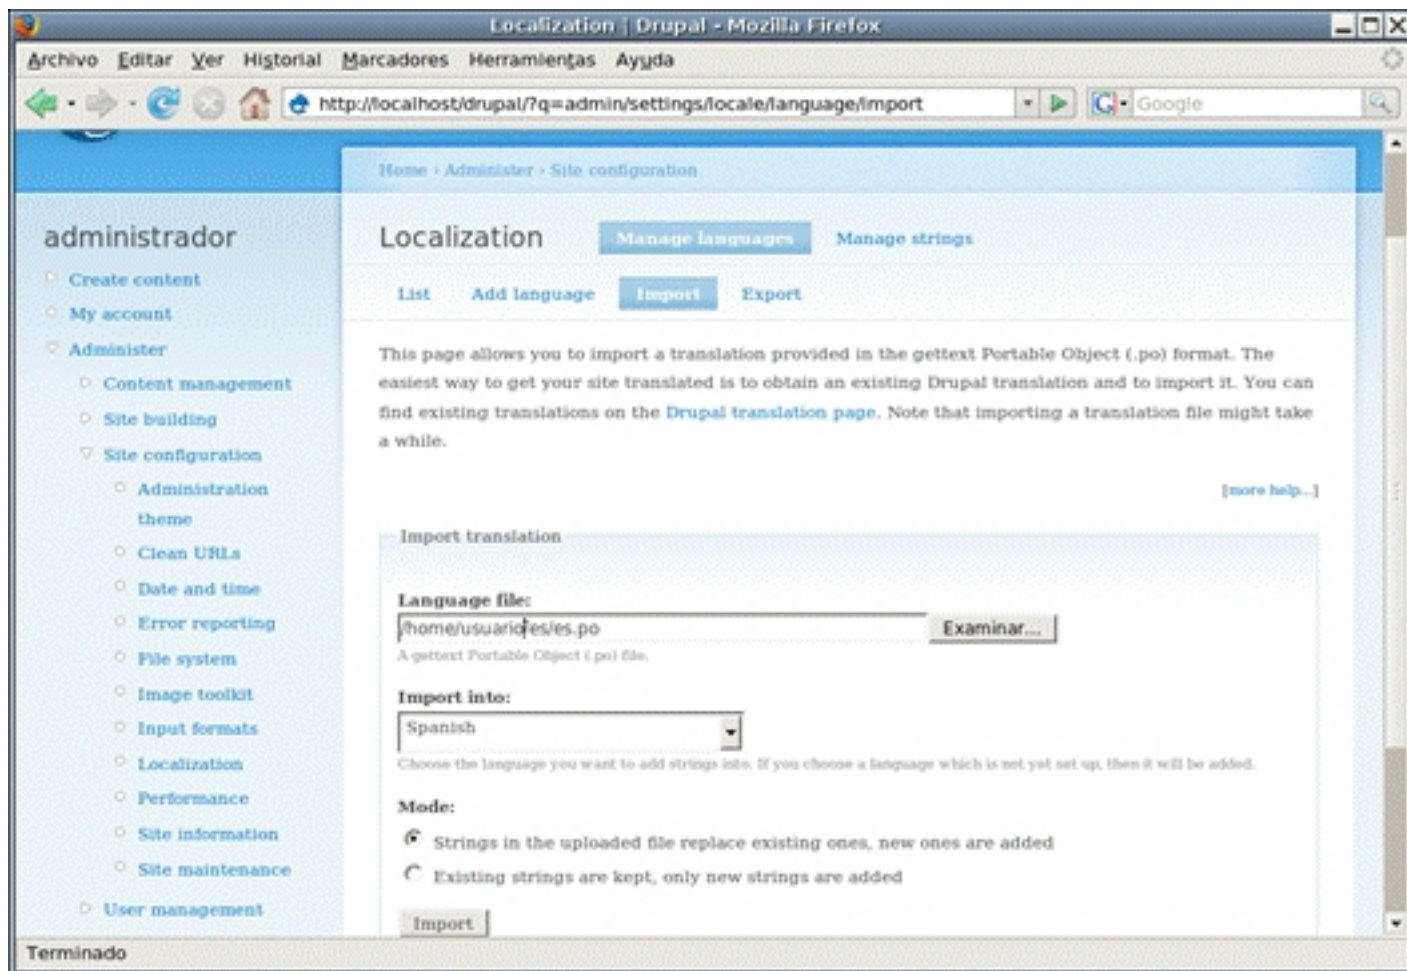 Localization | Drupal - Mozilla Firefox
Archivo Editar Ver Historial Marcadores Herramientas Ayuda
http://localhost/drupal/?q=admin/settings/locale/language/import
Google
Home › Administer › Site configuration
administrador
Create content
My account
Administer
Content management
Site building
Site configuration
Administration
theme
Clean URLs
Date and time
Error reporting
File system
Image toolkit
Input formats
Localization
Performance
Site information
Site maintenance
User management
Localization Manage languages Manage strings
List Add language Import Export
This page allows you to import a translation provided in the gettext Portable Object (.po) format. The
easiest way to get your site translated is to obtain an existing Drupal translation and to import it. You can
find existing translations on the Drupal translation page. Note that importing a translation file might take
a while.
[more help...]
Import translation
Language file:
/home/usuario/es/es.po Examinar...
A gettext Portable Object (.po) file.
Import into:
Spanish
Choose the language you want to add strings into. If you choose a language which is not yet set up, then it will be added.
Mode:
Strings in the uploaded file replace existing ones, new ones are added
Existing strings are kept, only new strings are added
Import
Terminado